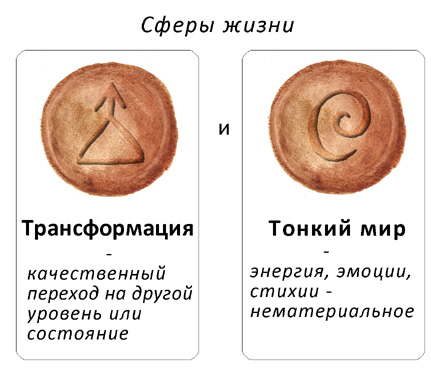 Сферы жизни
Трансформация
-
качественный
переход на другой
уровень или
состояние
и
Тонкий мир
-
энергия, эмоции,
стихии -
нематериальное